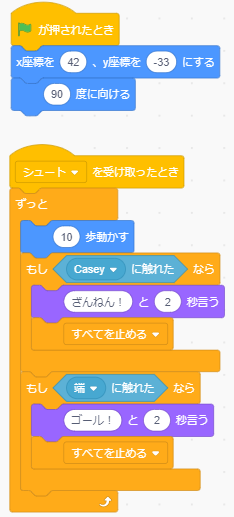 が押されたとき
x座標を 42 、y座標を -33 にする
90 度に向ける
シュート を受け取ったとき
ずっと
10 歩動かす
もし Casey に触れた なら
ざんねん! と 2 秒言う
すべてを止める
もし 端 に触れた なら
ゴール! と 2 秒言う
すべてを止める